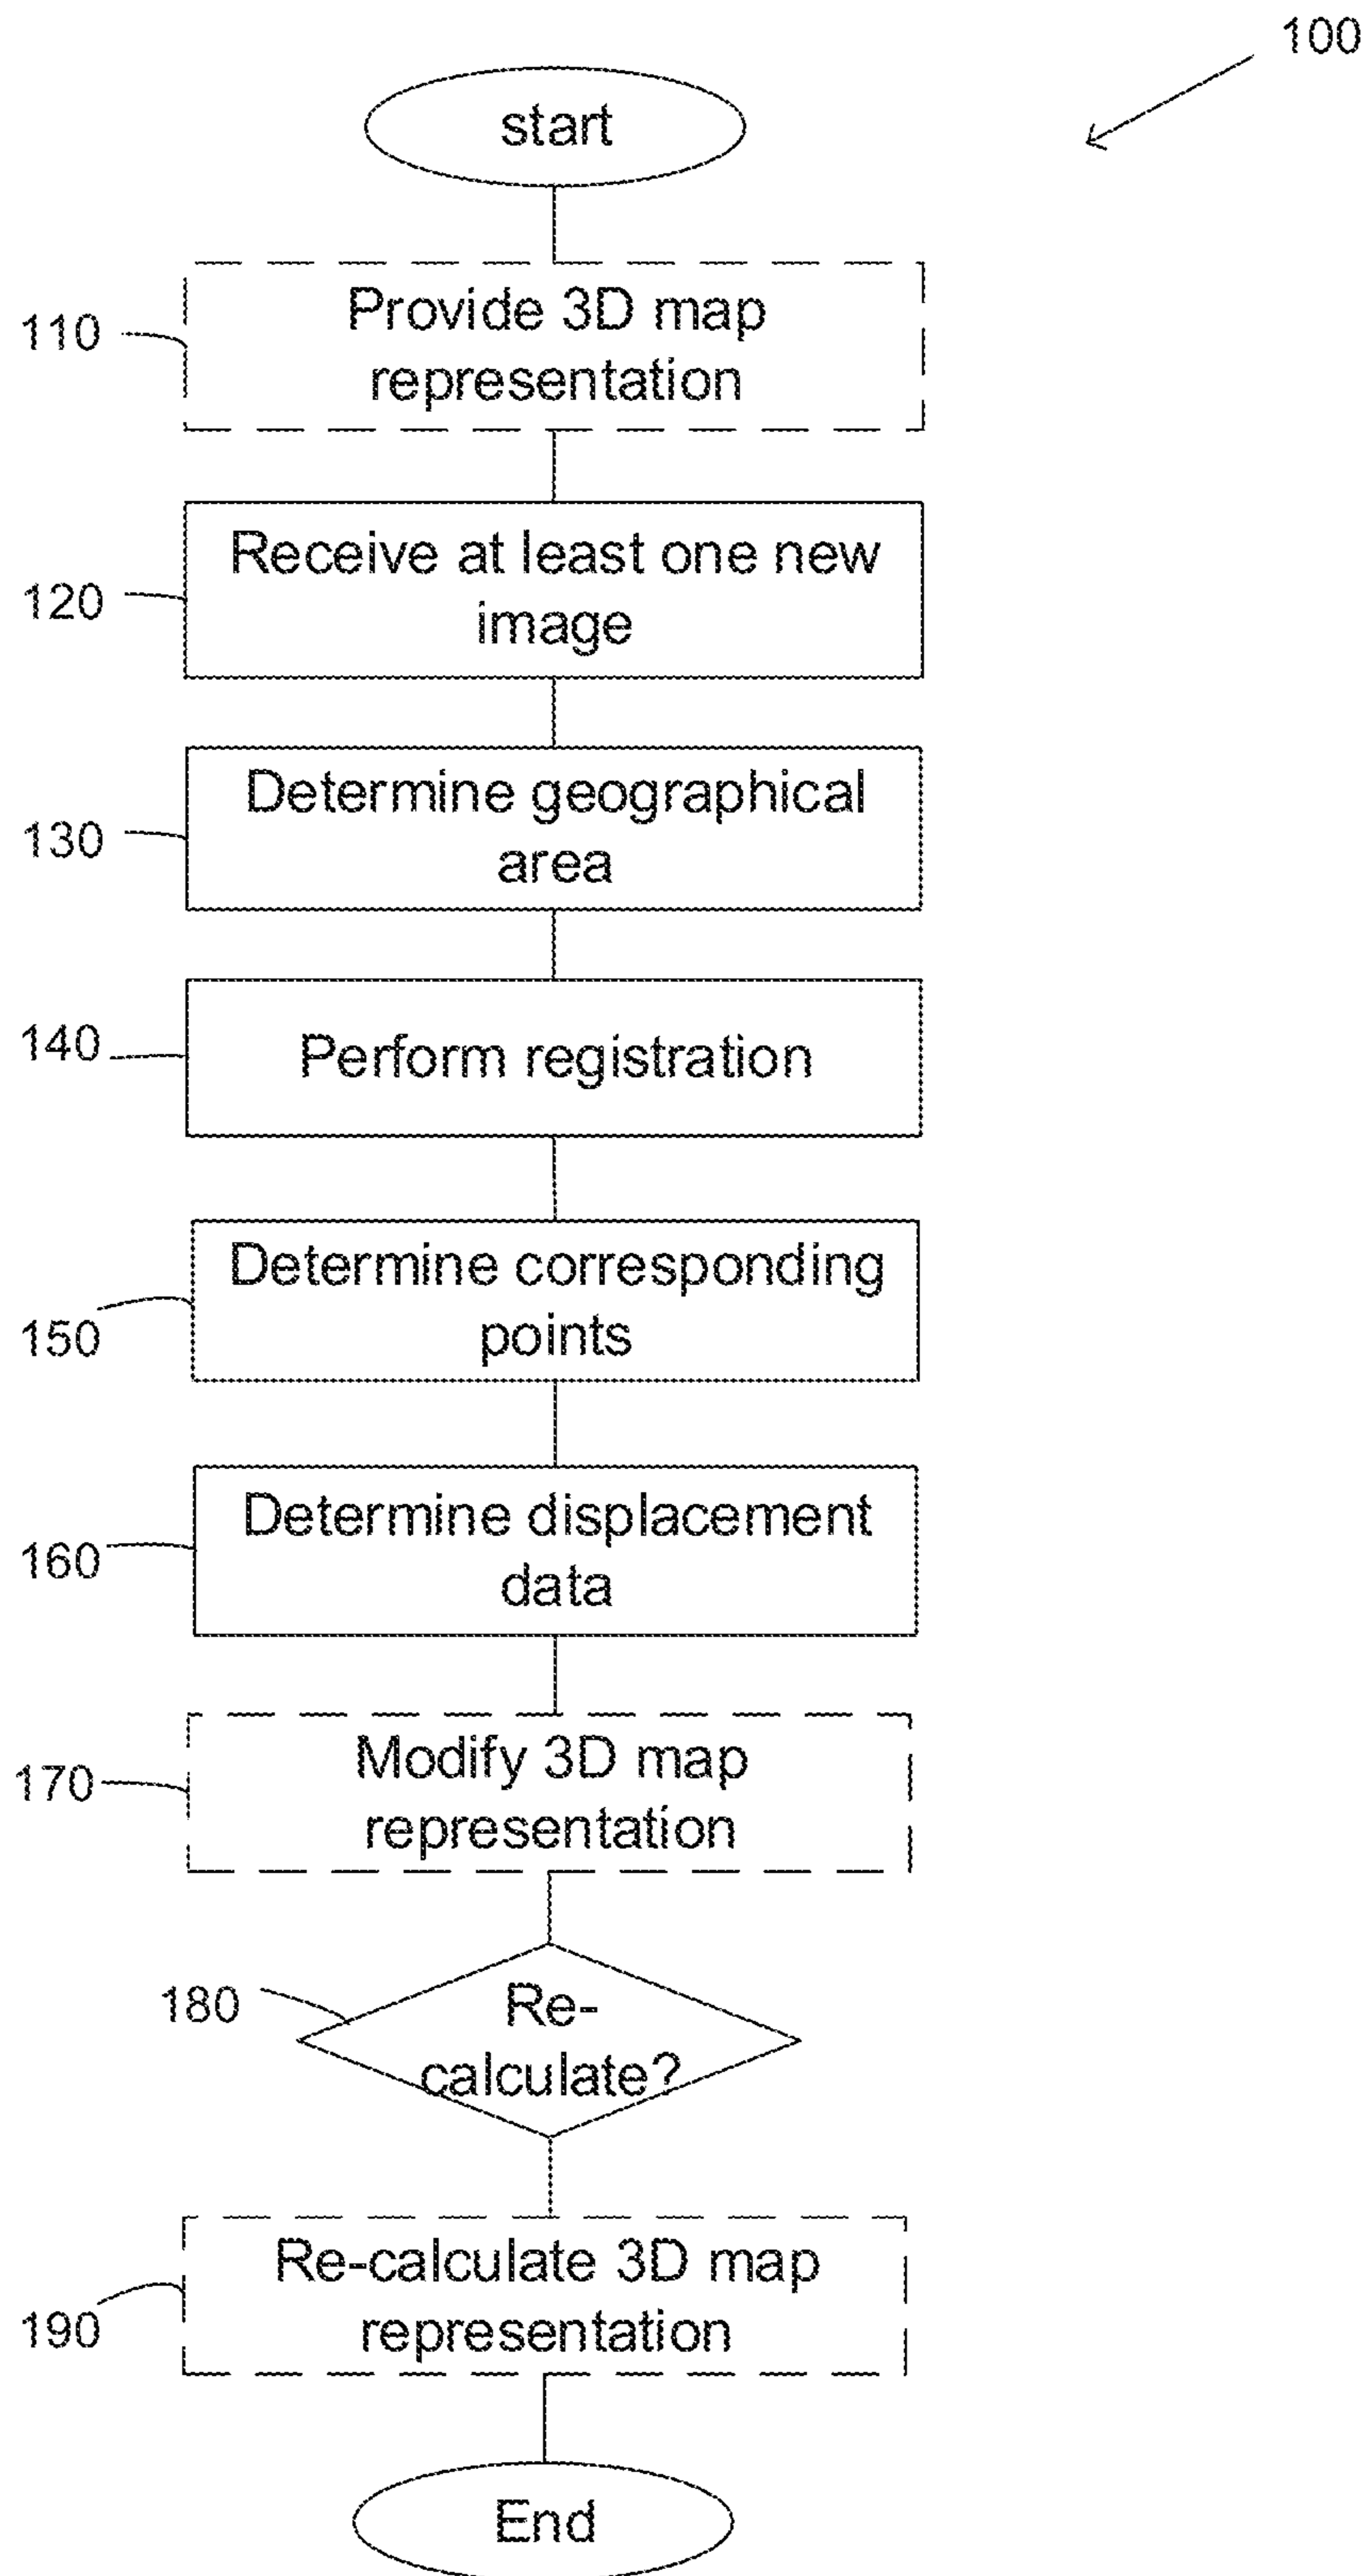 100
start
110
Provide 3D map
representation
120
Receive at least one new
image
130
Determine geographical
area
140
Perform registration
150
Determine corresponding
points
160
Determine displacement
data
170
Modify 3D map
representation
180
Re-
calculate?
190
Re-calculate 3D map
representation
End